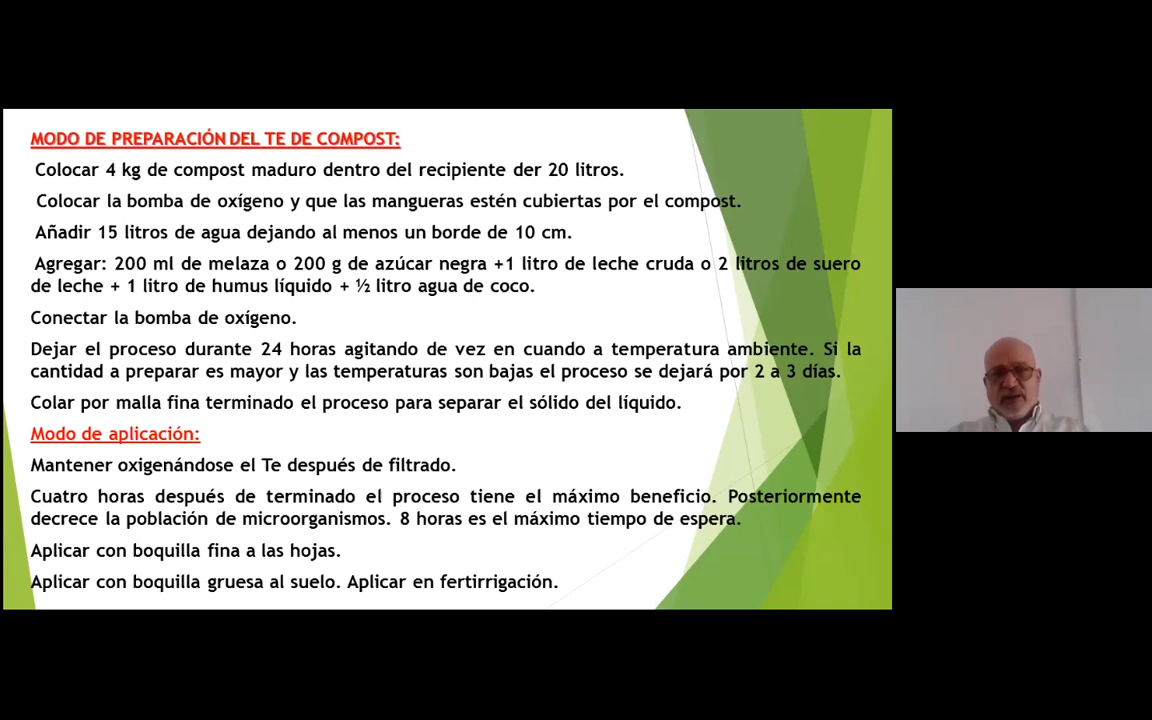 MODO DE PREPARACIÓN DEL TE DE COMPOST:
Colocar 4 kg de compost maduro dentro del recipiente der 20 litros.
Colocar la bomba de oxígeno y que las mangueras estén cubiertas por el compost.
Añadir 15 litros de agua dejando al menos un borde de 10 cm.
Agregar: 200 ml de melaza o 200 g de azúcar negra +1 litro de leche cruda o 2 litros de suero
de leche + 1 litro de humus líquido + ½ litro agua de coco.
Conectar la bomba de oxígeno.
Dejar el proceso durante 24 horas agitando de vez en cuando a temperatura ambiente. Si la
cantidad a preparar es mayor y las temperaturas son bajas el proceso se dejará por 2 a 3 días.
Colar por malla fina terminado el proceso para separar el sólido del líquido.
Modo de aplicación:
Mantener oxigenándose el Te después de filtrado.
Cuatro horas después de terminado el proceso tiene el máximo beneficio. Posteriormente
decrece la población de microorganismos. 8 horas es el máximo tiempo de espera.
Aplicar con boquilla fina a las hojas.
Aplicar con boquilla gruesa al suelo. Aplicar en fertirrigación.